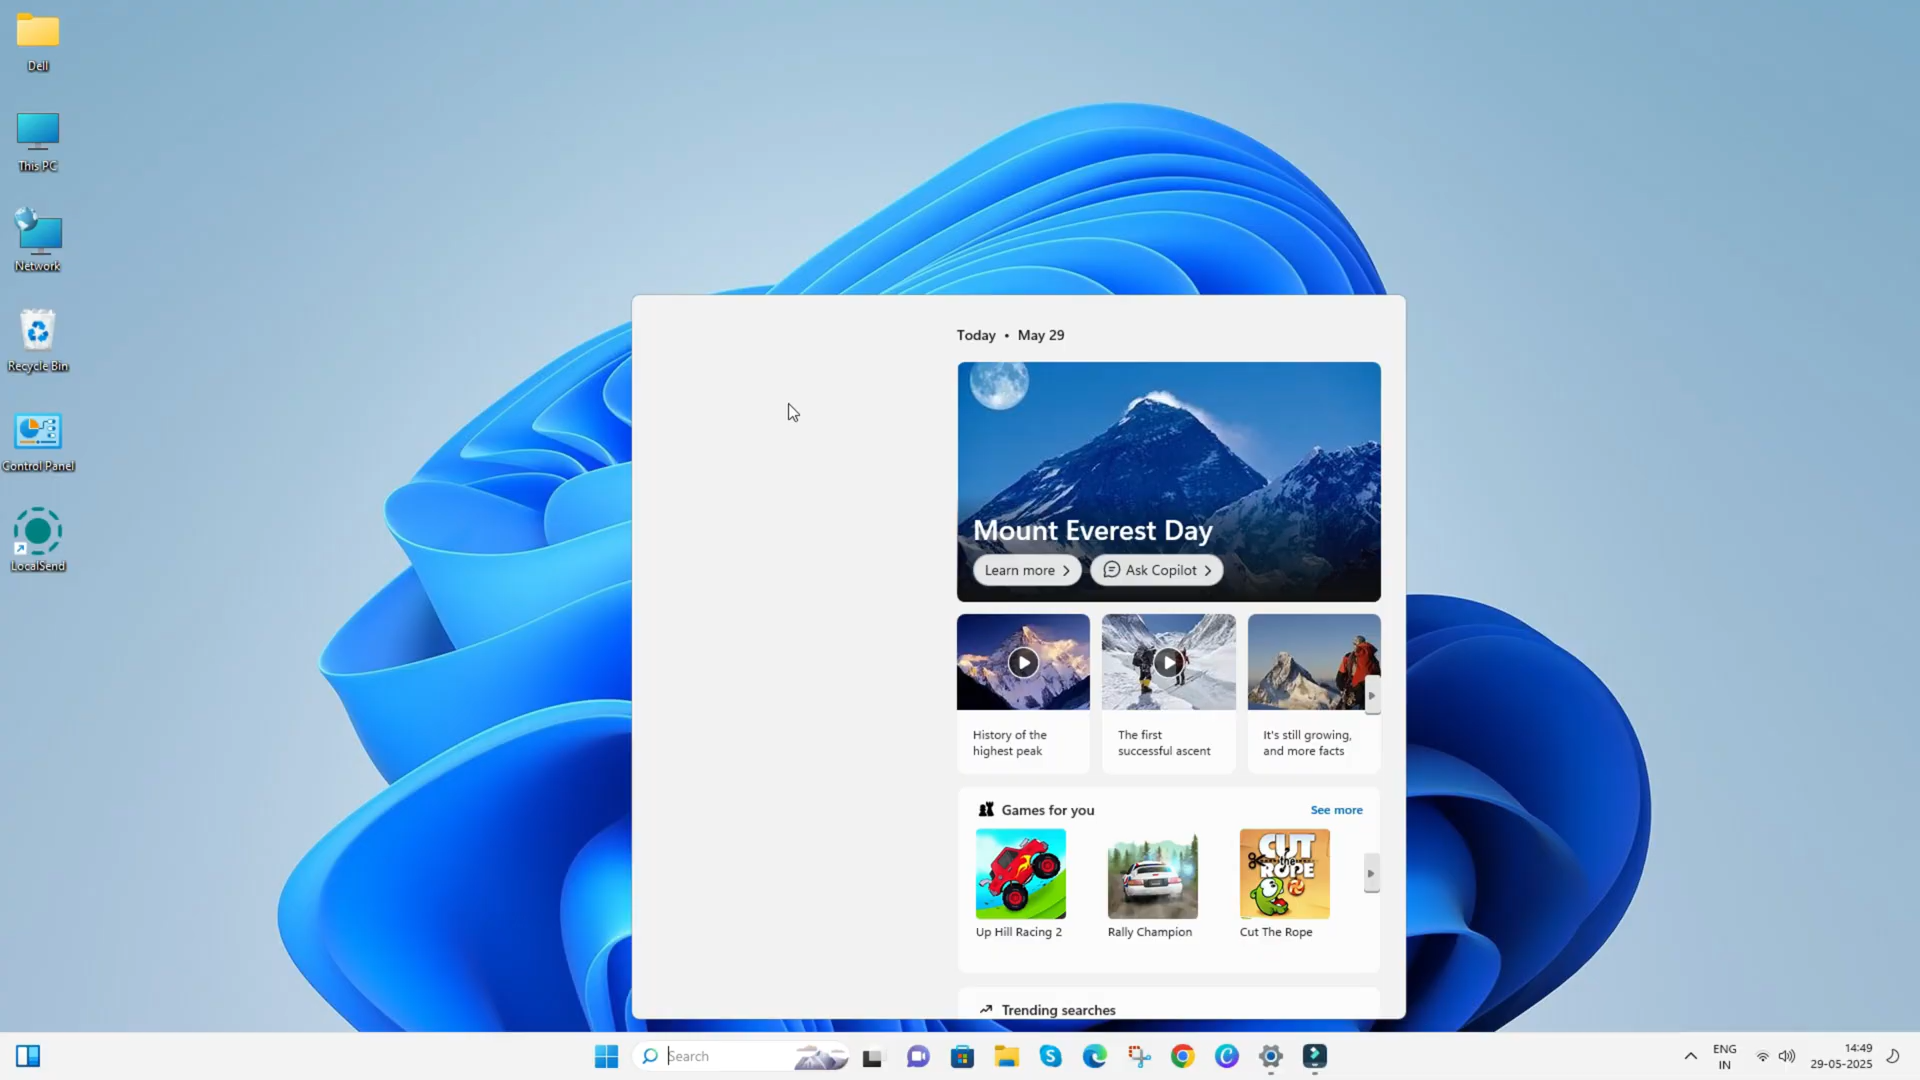 Dell
This PC
Network
Recycle Bin
Control Panel
LocalSend
Today • May 29
Mount Everest Day
Learn more
Ask Copilot
History of the
highest peak
The first
successful ascent
It's still growing,
and more facts
Games for you
See more
CUT
the
ROPE
Up Hill Racing 2
Rally Champion
Cut The Rope
Trending searches
Search
ENG
IN
14:49
29-05-2025